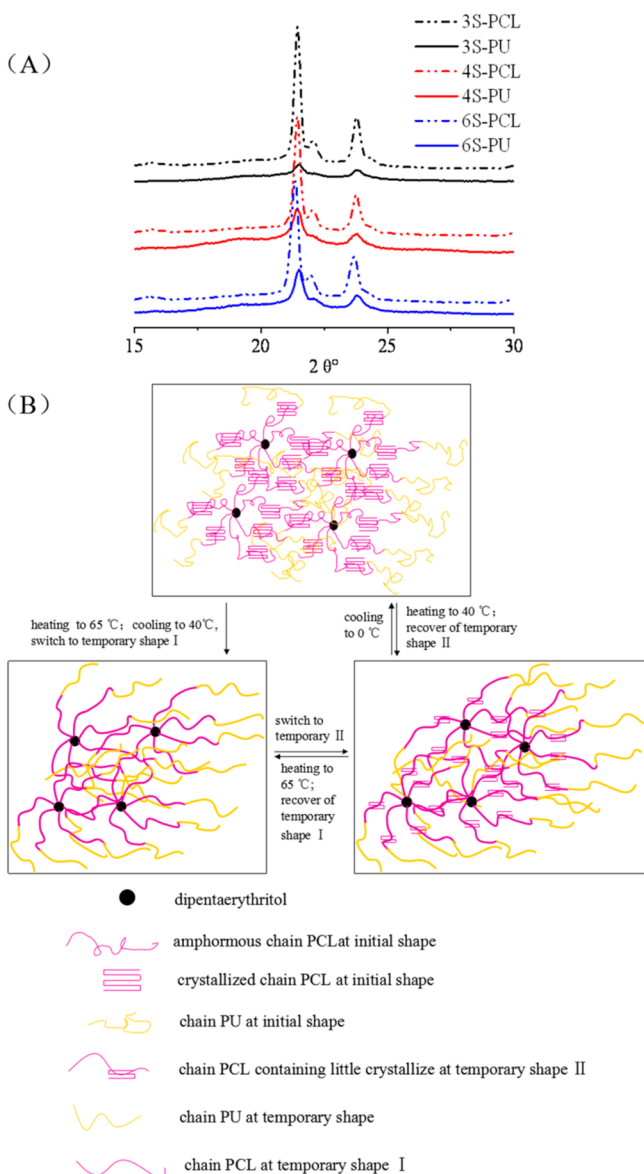 (A)
3S-PCL
3S-PU
4S-PCL
4S-PU
6S-PCL
6S-PU
15
20
25
30
2 θ°
(B)
heating to 65 ℃; cooling to 40℃,
switch to temporary shape Ⅰ
cooling
to 0 ℃
heating to 40 ℃;
recover of temporary
shape Ⅱ
switch to
temporary Ⅱ
heating to
65 ℃;
recover of
temporary
shape Ⅰ
dipentaerythritol
amphormous chain PCLat initial shape
crystallized chain PCL at initial shape
chain PU at initial shape
chain PCL containing little crystallize at temporary shape Ⅱ
chain PU at temporary shape
chain PCL at temporary shape Ⅰ